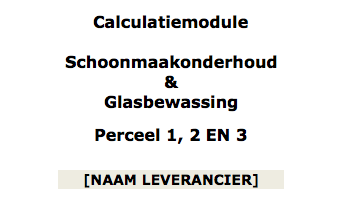 Calculatiemodule
Schoonmaakonderhoud
&
Glasbewassing
Perceel 1, 2 EN 3
[NAAM LEVERANCIER]